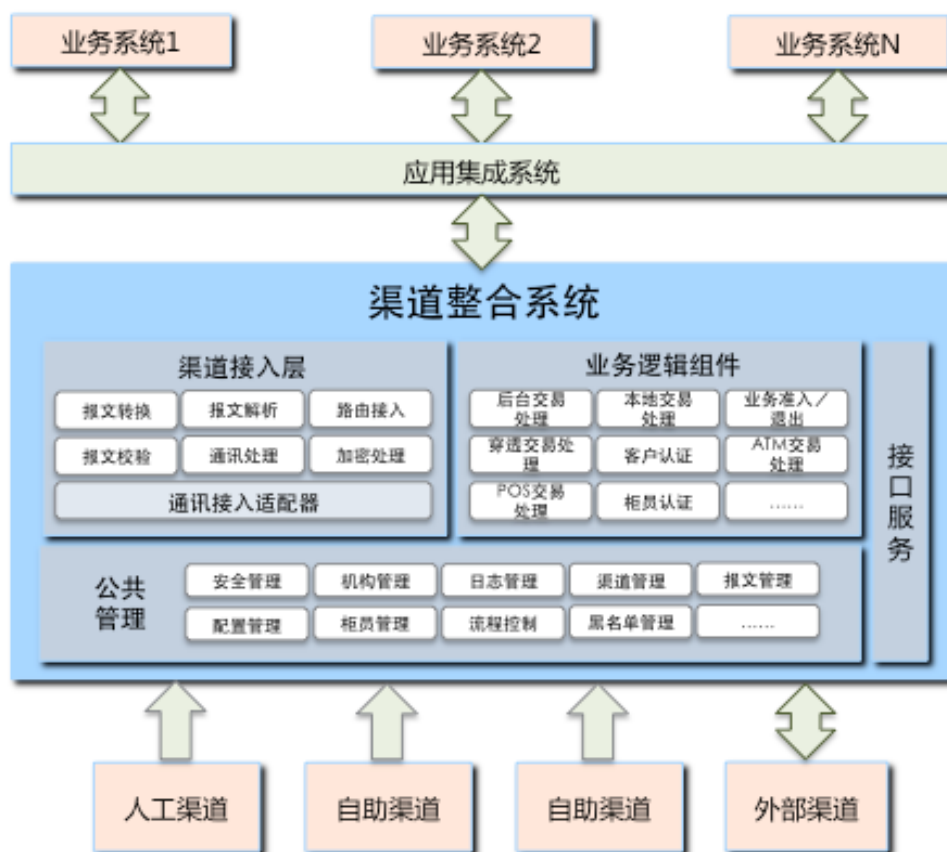 业务系统1
业务系统2
业务系统N
应用集成系统
渠道整合系统
渠道接入层
报文转换
报文解析
路由接入
报文校验
通讯处理
加密处理
通讯接入适配器
业务逻辑组件
后台交易
处理
本地交易
处理
业务准入/
退出
穿透交易处
理
客户认证
ATM交易
处理
POS交易
处理
柜员认证
......
接
口
服
务
公共
管理
安全管理
机构管理
日志管理
渠道管理
报文管理
配置管理
柜员管理
流程控制
黑名单管理
......
人工渠道
自助渠道
自助渠道
外部渠道